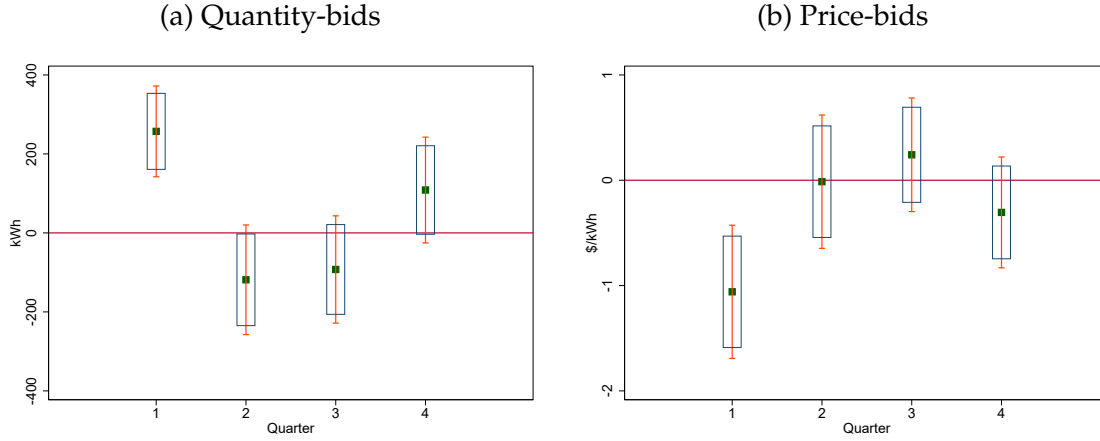 (a) Quantity-bids
400
200
0
-200
-400
kWh
1 2 3 4
Quarter
(b) Price-bids
1
0
-1
-2
$/kWh
1 2 3 4
Quarter